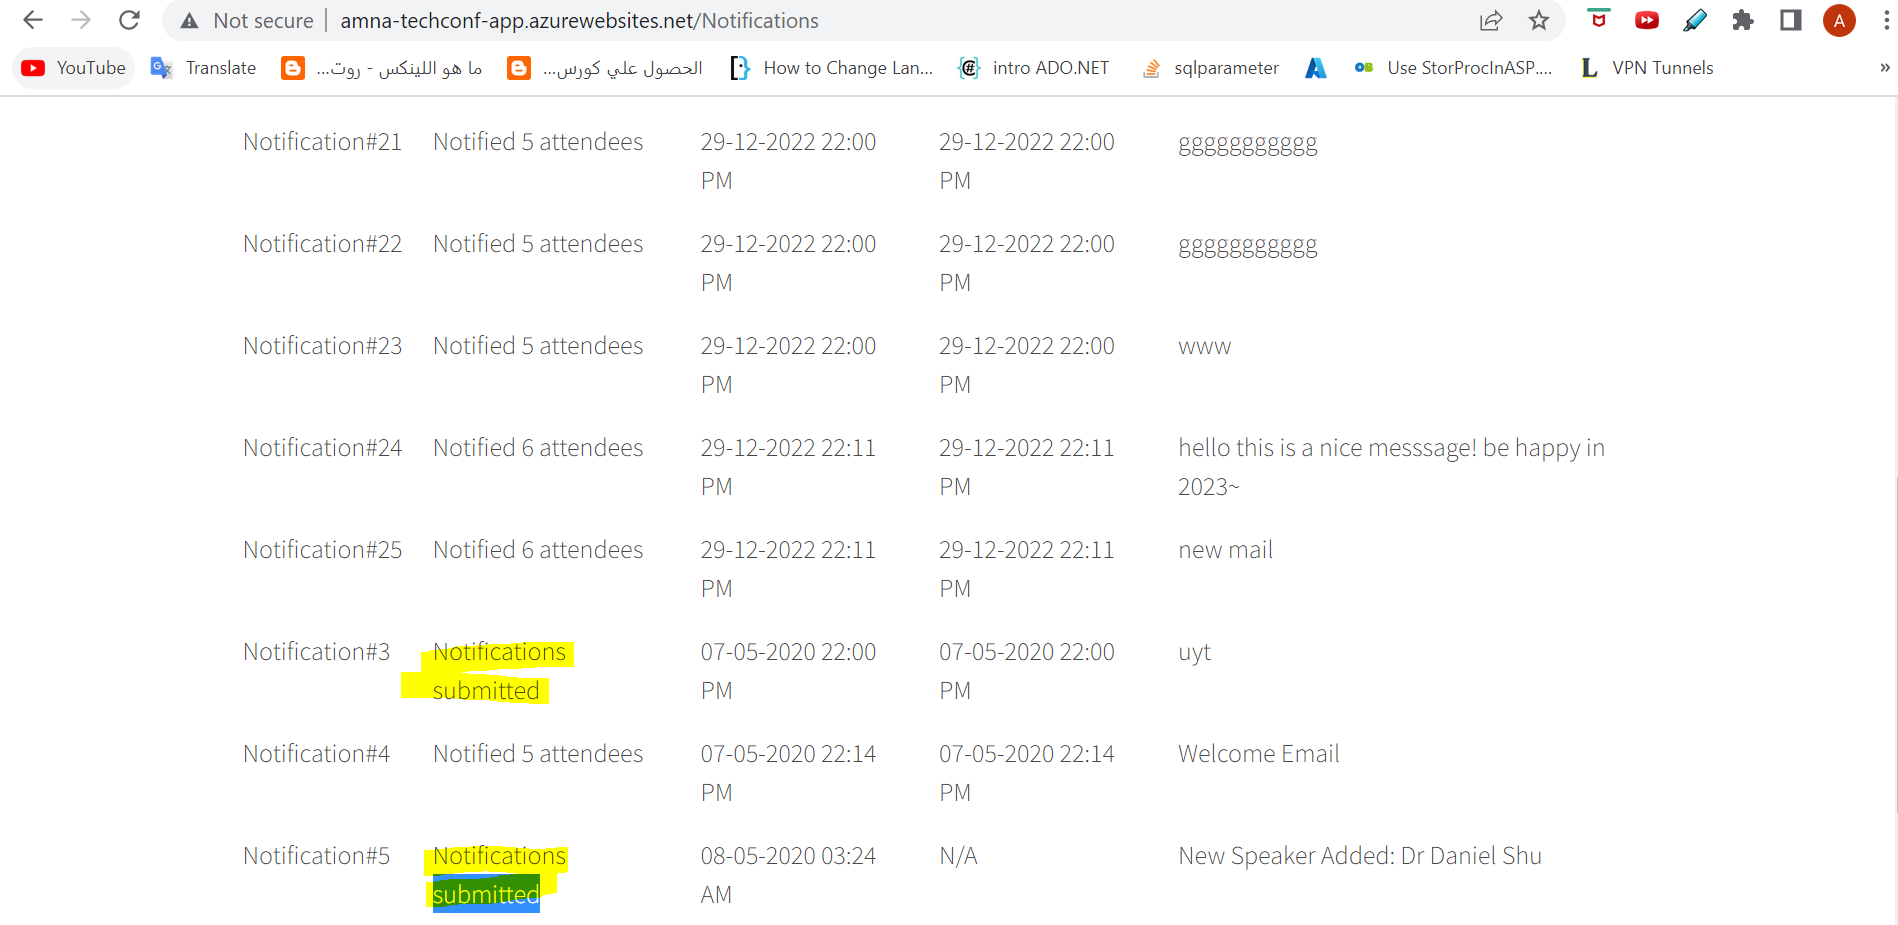 Not secure | amna-techconf-app.azurewebsites.net/Notifications A
YouTube Translate ما هو اللينكس - روت... الحصول علي كورس... How to Change Lan... intro ADO.NET sqlparameter Use StorProcInASP.... VPN Tunnels »
Notification#21 Notified 5 attendees 29-12-2022 22:00 29-12-2022 22:00 ggggggggggg
PM PM
Notification#22 Notified 5 attendees 29-12-2022 22:00 29-12-2022 22:00 ggggggggggg
PM PM
Notification#23 Notified 5 attendees 29-12-2022 22:00 29-12-2022 22:00 www
PM PM
Notification#24 Notified 6 attendees 29-12-2022 22:11 29-12-2022 22:11 hello this is a nice messsage! be happy in
PM PM 2023~
Notification#25 Notified 6 attendees 29-12-2022 22:11 29-12-2022 22:11 new mail
PM PM
Notification#3 Notifications 07-05-2020 22:00 07-05-2020 22:00 uyt
submitted PM PM
Notification#4 Notified 5 attendees 07-05-2020 22:14 07-05-2020 22:14 Welcome Email
PM PM
Notification#5 Notifications 08-05-2020 03:24 N/A New Speaker Added: Dr Daniel Shu
submitted AM